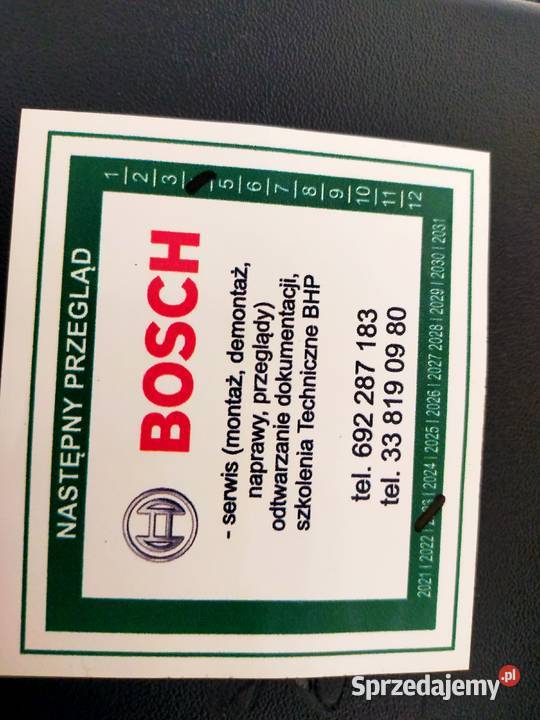 NASTĘPNY PRZEGLĄD
1 | 2 | 3 | | 5 | 6 | 7 | 8 | 9 | 10 | 11 | 12
BOSCH
- serwis (montaż, demontaż,
naprawy, przeglądy)
odtwarzanie dokumentacji,
szkolenia Techniczne BHP
tel. 692 287 183
tel. 33 819 09 80
2021 | 2022 | 2023 | 2024 | 2025 | 2026 | 2027 2028 | 2029 | 2030 | 2031
Sprzedajemy.pl